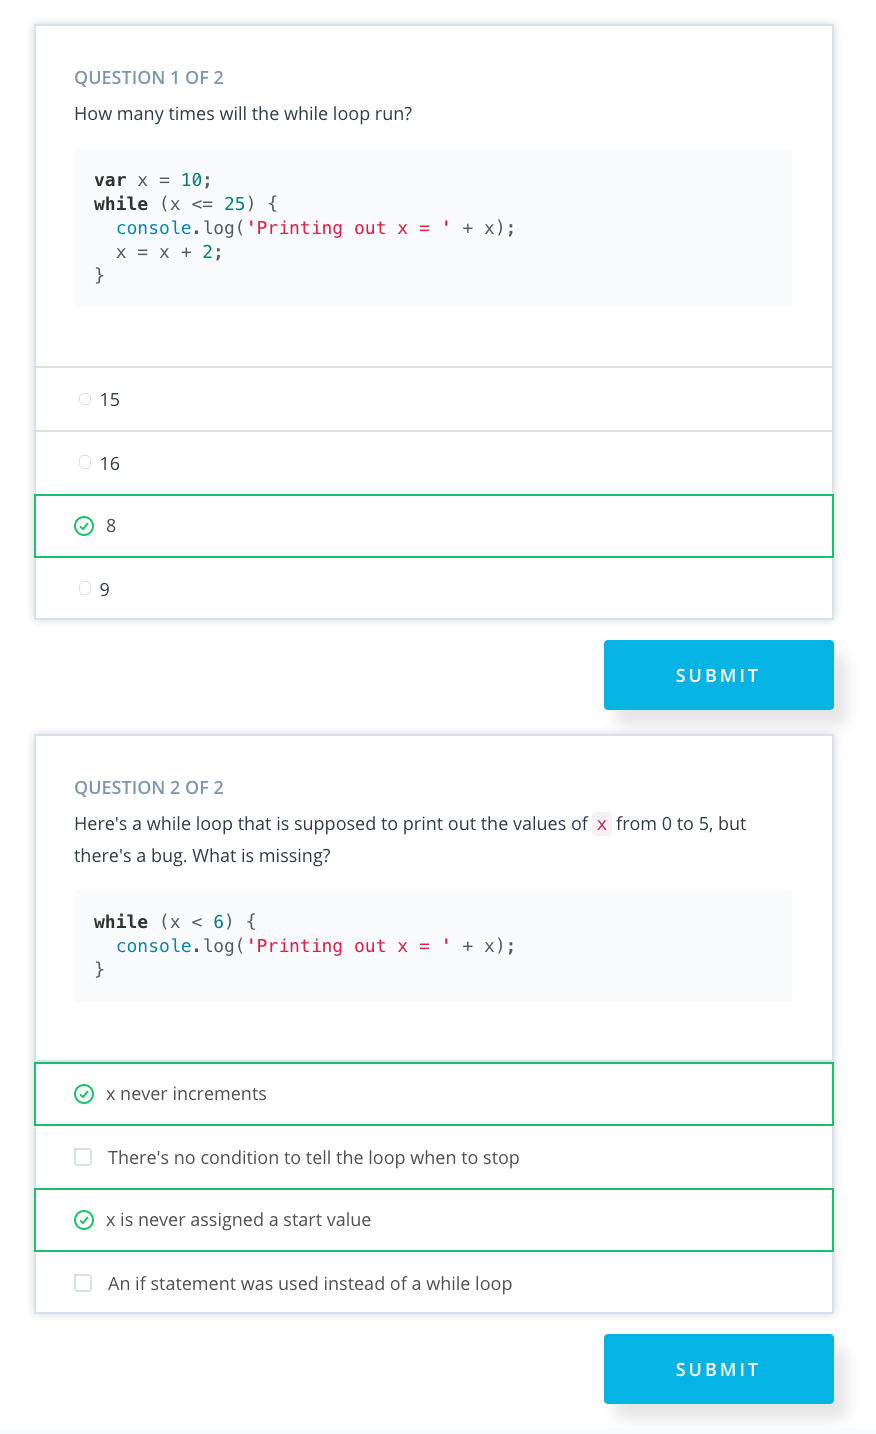 QUESTION 1 OF 2
How many times will the while loop run?
var x = 10;
while (x <= 25) {
  console.log('Printing out x = ' + x);
  x = x + 2;
}
15
16
8
9
SUBMIT
QUESTION 2 OF 2
Here's a while loop that is supposed to print out the values of x from 0 to 5, but
there's a bug. What is missing?
while (x < 6) {
  console.log('Printing out x = ' + x);
}
x never increments
There's no condition to tell the loop when to stop
x is never assigned a start value
An if statement was used instead of a while loop
SUBMIT